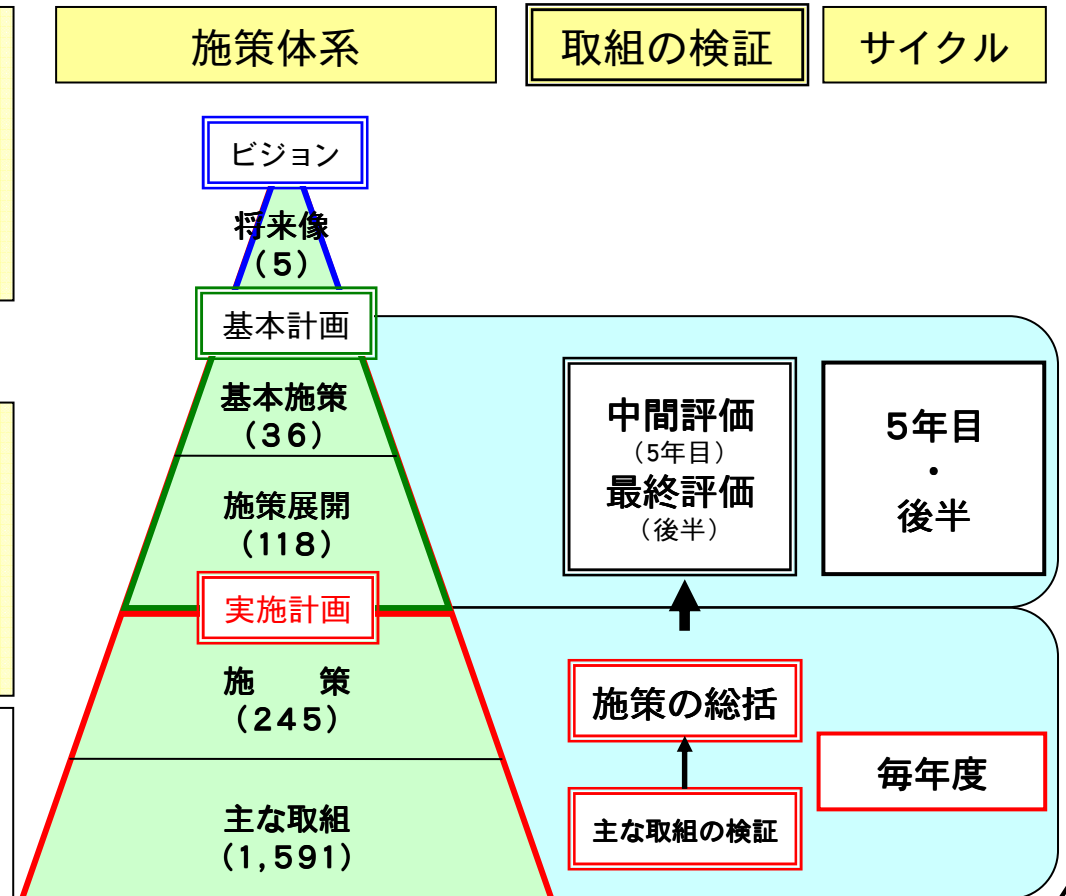 施策体系
取組の検証
サイクル
ビジョン
将来像
(5)
基本計画
基本施策
(36)
施策展開
(118)
実施計画
施　　策
(245)
主な取組
(1,591)
中間評価
(5年目)
最終評価
(後半)
5年目
・
後半
施策の総括
主な取組の検証
毎年度